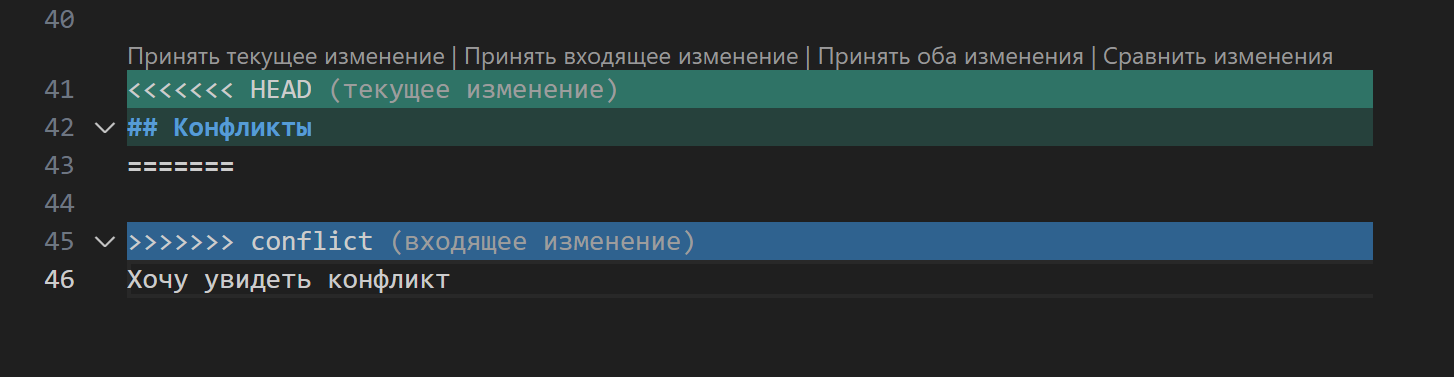 40
Принять текущее изменение | Принять входящее изменение | Принять оба изменения | Сравнить изменения
41 <<<<<<< HEAD (текущее изменение)
42 ## Конфликты
43 =======
44
45 >>>>>>> conflict (входящее изменение)
46 Хочу увидеть конфликт